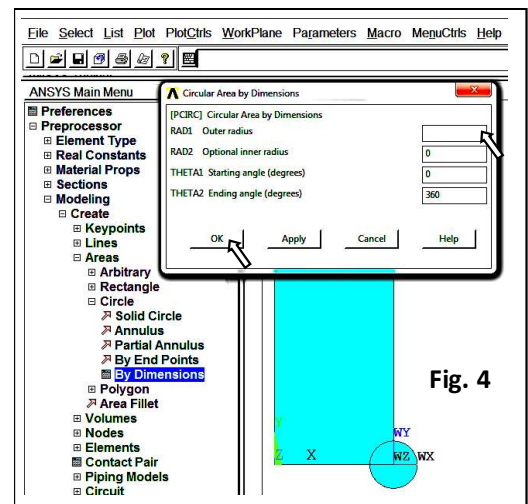 File Select List Plot PlotCtrls WorkPlane Parameters Macro MenuCtrls Help
ANSYS Main Menu
Preferences
Preprocessor
Element Type
Real Constants
Material Props
Sections
Modeling
Create
Keypoints
Lines
Areas
Arbitrary
Rectangle
Circle
Solid Circle
Annulus
Partial Annulus
By End Points
By Dimensions
Polygon
Area Fillet
Volumes
Nodes
Elements
Contact Pair
Piping Models
Circuit
Circular Area by Dimensions
[PCIRC] Circular Area by Dimensions
RAD1 Outer radius
RAD2 Optional inner radius 0
THETA1 Starting angle (degrees) 0
THETA2 Ending angle (degrees) 360
OK Apply Cancel Help
Fig. 4
Y WY
Z X WZ WX